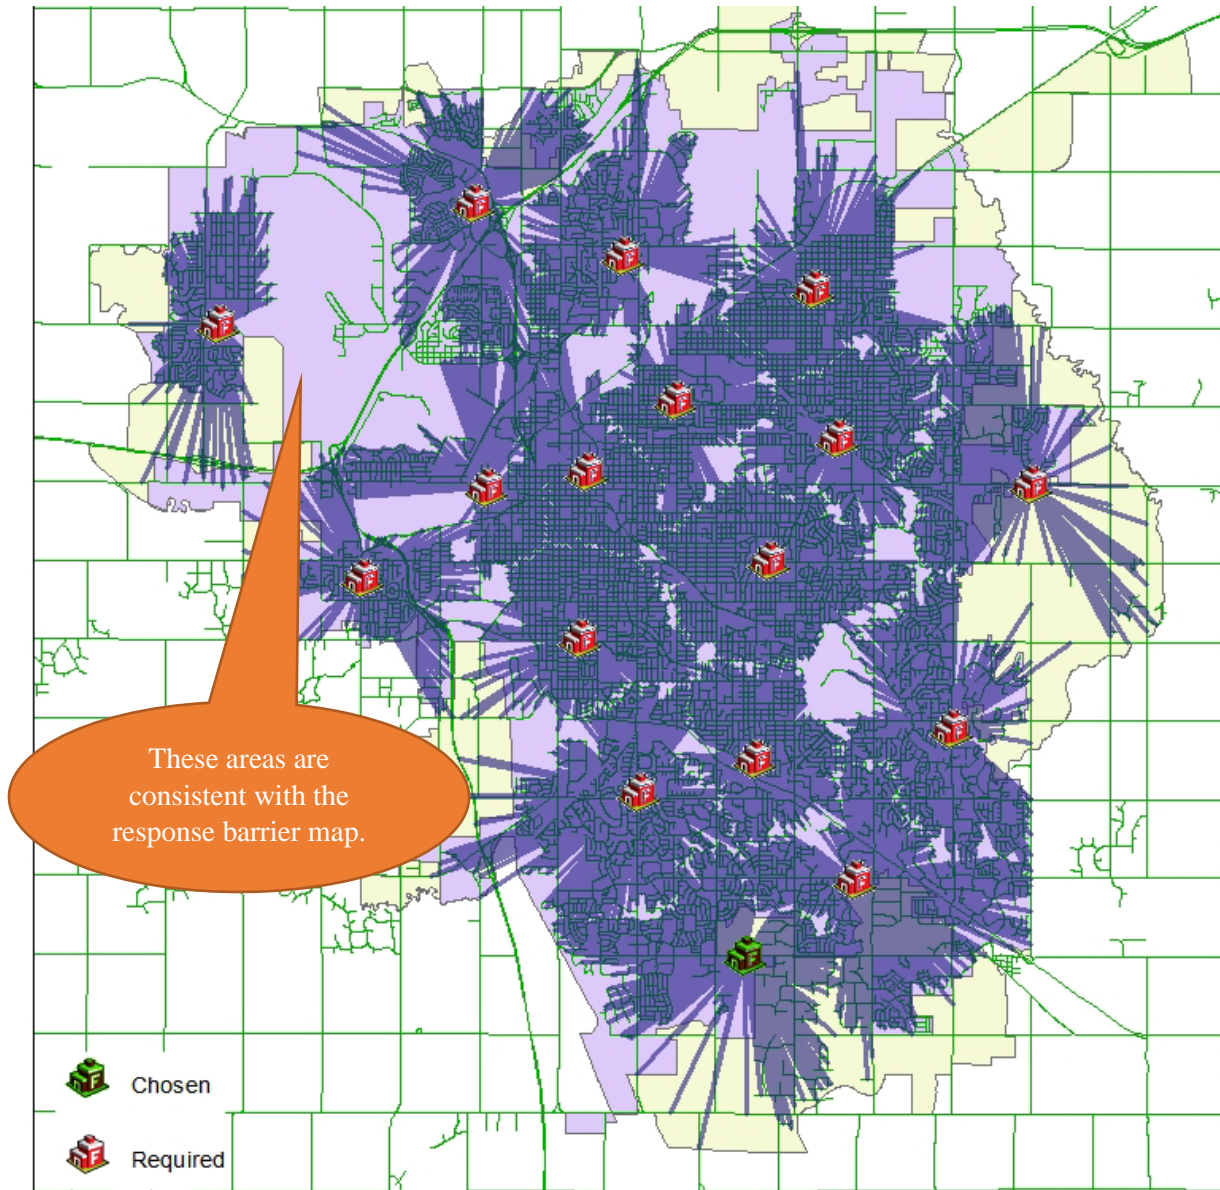 These areas are
consistent with the
response barrier map.
Chosen
Required